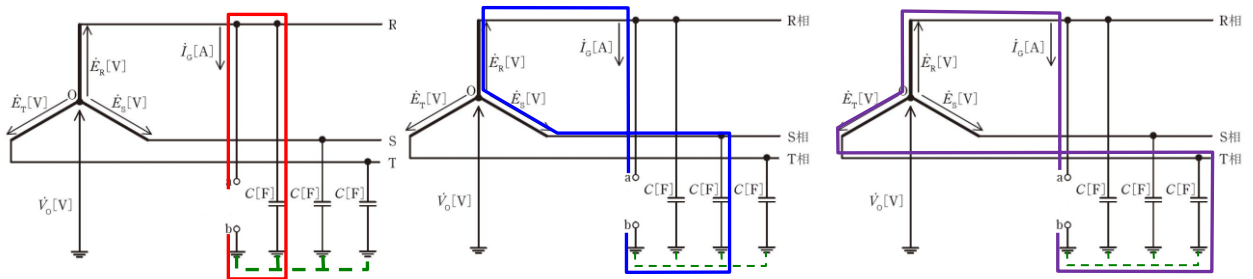 R
İ_G[A]
Ė_R[V]
O
Ė_T[V]
Ė_S[V]
S
T
a
C[F] C[F] C[F]
V̇_O[V]
b
R相
İ_G[A]
Ė_R[V]
O
Ė_T[V]
Ė_S[V]
S相
T相
a
C[F] C[F] C[F]
V̇_O[V]
b
R相
İ_G[A]
Ė_R[V]
O
Ė_T[V]
Ė_S[V]
S相
T相
a
C[F] C[F] C[F]
V̇_O[V]
b